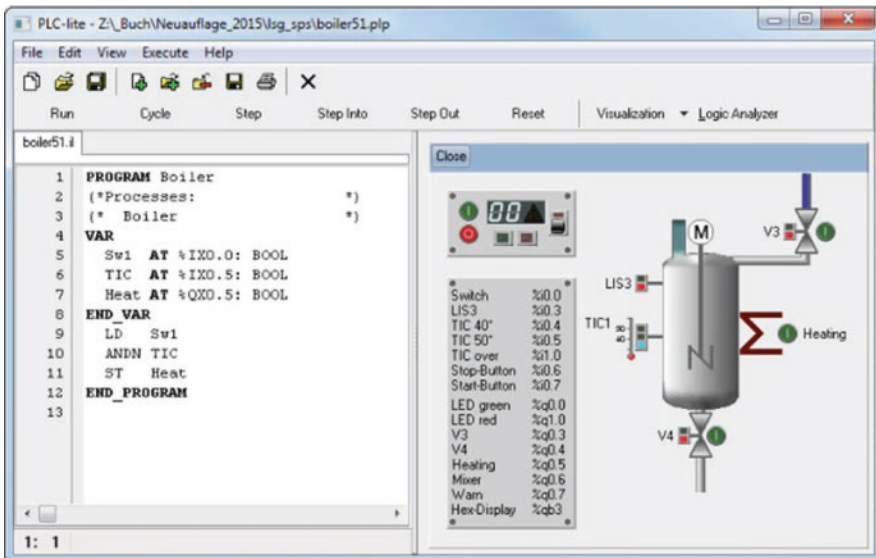 PLC-lite - Z:\_Buch\Neuauflage_2015\lsg_sps\boiler51.plp
File Edit View Execute Help
Run Cycle Step Step Into Step Out Reset Visualization Logic Analyzer
boiler51.il
Close
1 PROGRAM Boiler
2 (*Processes: *)
3 (* Boiler *)
4 VAR
5 Sw1 AT %IX0.0: BOOL
6 TIC AT %IX0.5: BOOL
7 Heat AT %QX0.5: BOOL
8 END_VAR
9 LD Sw1
10 ANDN TIC
11 ST Heat
12 END_PROGRAM
13
1: 1
00
Switch %i0.0
LIS3 %i0.3
TIC 40° %i0.4
TIC 50° %i0.5
TIC over %i1.0
Stop-Button %i0.6
Start-Button %i0.7
LED green %q0.0
LED red %q1.0
V3 %q0.3
V4 %q0.4
Heating %q0.5
Mixer %q0.6
Warn %q0.7
Hex-Display %qb3
M
V3
LIS3
TIC1
Heating
V4